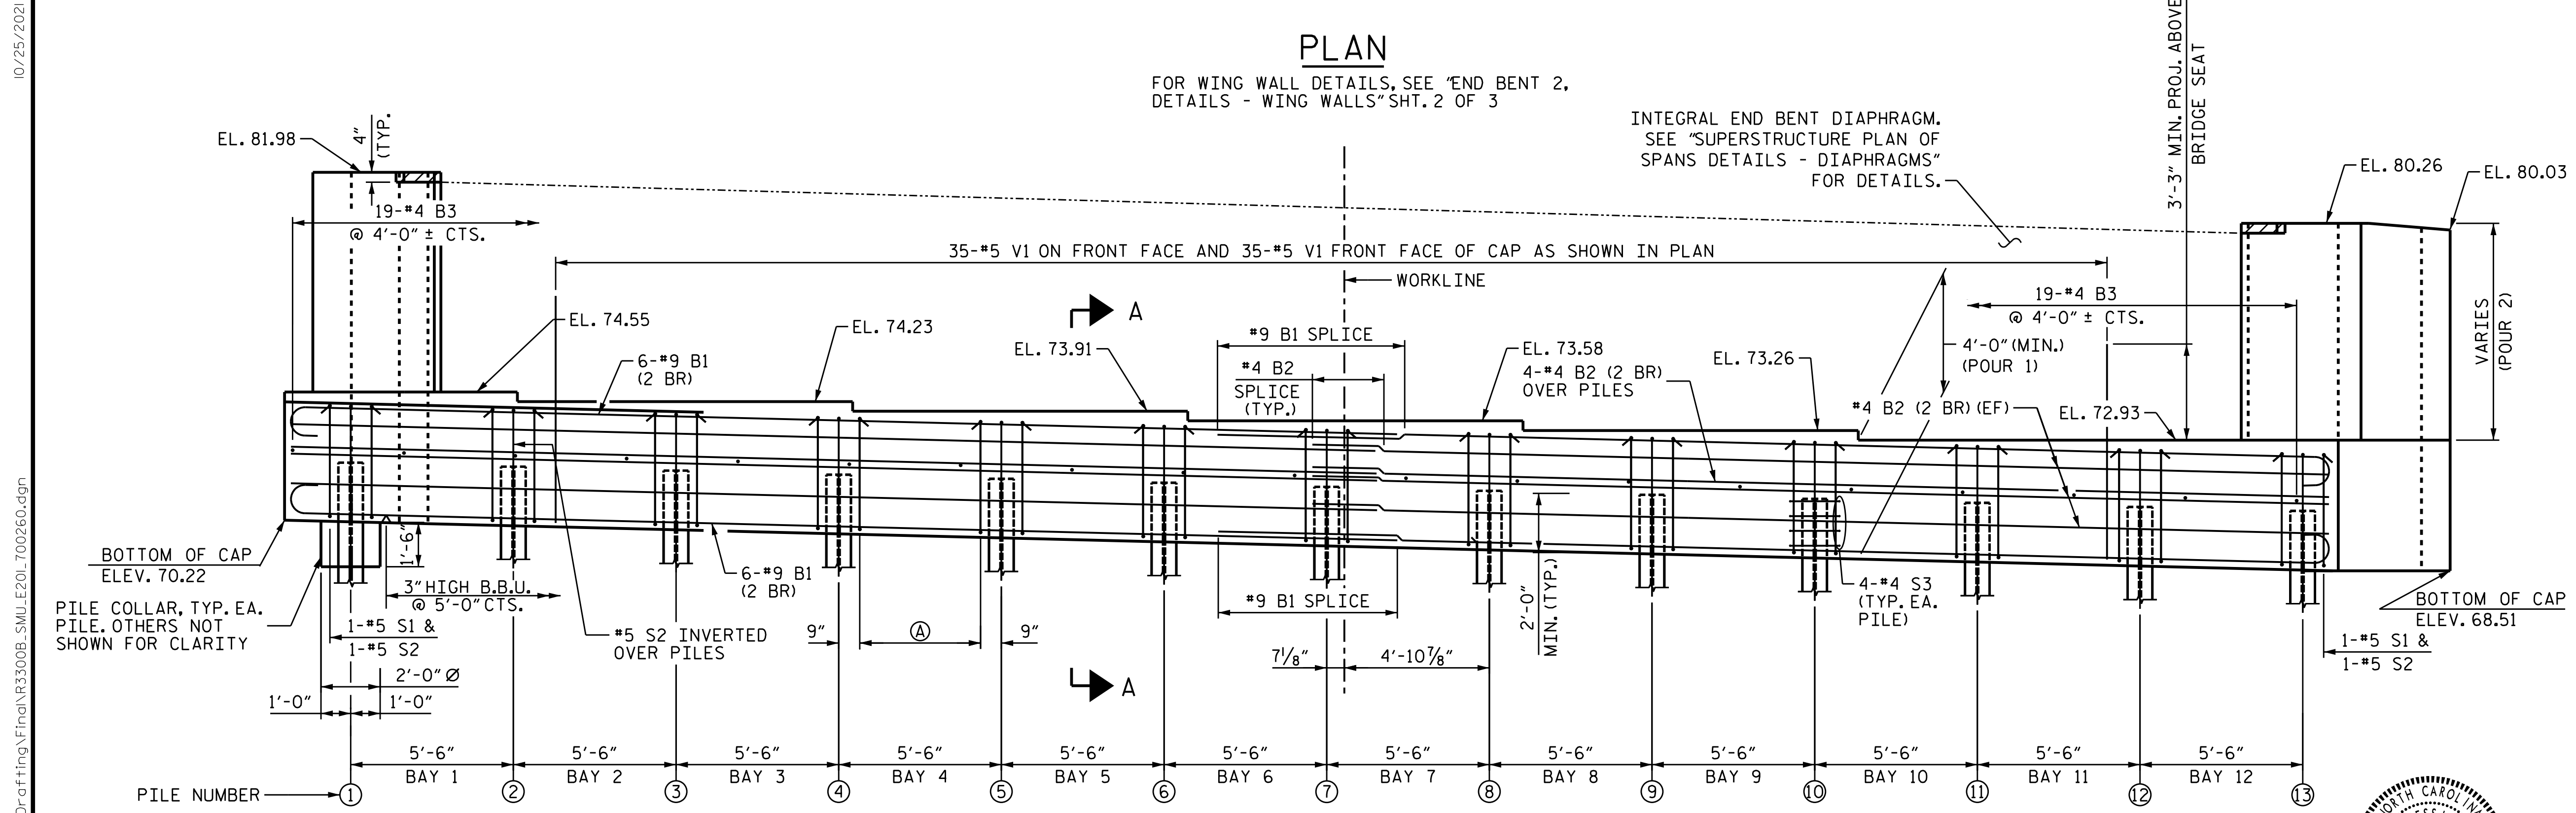 10/25/2021
PLAN
FOR WING WALL DETAILS, SEE "END BENT 2,
DETAILS - WING WALLS" SHT. 2 OF 3
INTEGRAL END BENT DIAPHRAGM.
SEE "SUPERSTRUCTURE PLAN OF
SPANS DETAILS - DIAPHRAGMS"
FOR DETAILS.
3'-3" MIN. PROJ. ABOVE
BRIDGE SEAT
EL. 81.98
4"
(TYP.)
EL. 80.26
EL. 80.03
19-#4 B3
@ 4'-0" ± CTS.
35-#5 V1 ON FRONT FACE AND 35-#5 V1 FRONT FACE OF CAP AS SHOWN IN PLAN
WORKLINE
A
19-#4 B3
@ 4'-0" ± CTS.
VARIES
(POUR 2)
EL. 74.55
EL. 74.23
EL. 73.91
#9 B1 SPLICE
EL. 73.58
EL. 73.26
4'-0" (MIN.)
(POUR 1)
6-#9 B1
(2 BR)
#4 B2
SPLICE
(TYP.)
4-#4 B2 (2 BR)
OVER PILES
#4 B2 (2 BR) (EF)
EL. 72.93
BOTTOM OF CAP
ELEV. 70.22
1'-6"
3" HIGH B.B.U.
@ 5'-0" CTS.
6-#9 B1
(2 BR)
#9 B1 SPLICE
2'-0"
MIN. (TYP.)
4-#4 S3
(TYP. EA.
PILE)
BOTTOM OF CAP
ELEV. 68.51
PILE COLLAR, TYP. EA.
PILE. OTHERS NOT
SHOWN FOR CLARITY
1-#5 S1 &
1-#5 S2
#5 S2 INVERTED
OVER PILES
9"
A
9"
7 1/8"
4'-10 7/8"
1-#5 S1 &
1-#5 S2
2'-0" Ø
1'-0"
1'-0"
A
5'-6"
5'-6"
5'-6"
5'-6"
5'-6"
5'-6"
5'-6"
5'-6"
5'-6"
5'-6"
5'-6"
5'-6"
BAY 1
BAY 2
BAY 3
BAY 4
BAY 5
BAY 6
BAY 7
BAY 8
BAY 9
BAY 10
BAY 11
BAY 12
PILE NUMBER
1
2
3
4
5
6
7
8
9
10
11
12
13
Drafting\Final\R3300B_SMU_E201_700260.dgn
NORTH CAROLINA